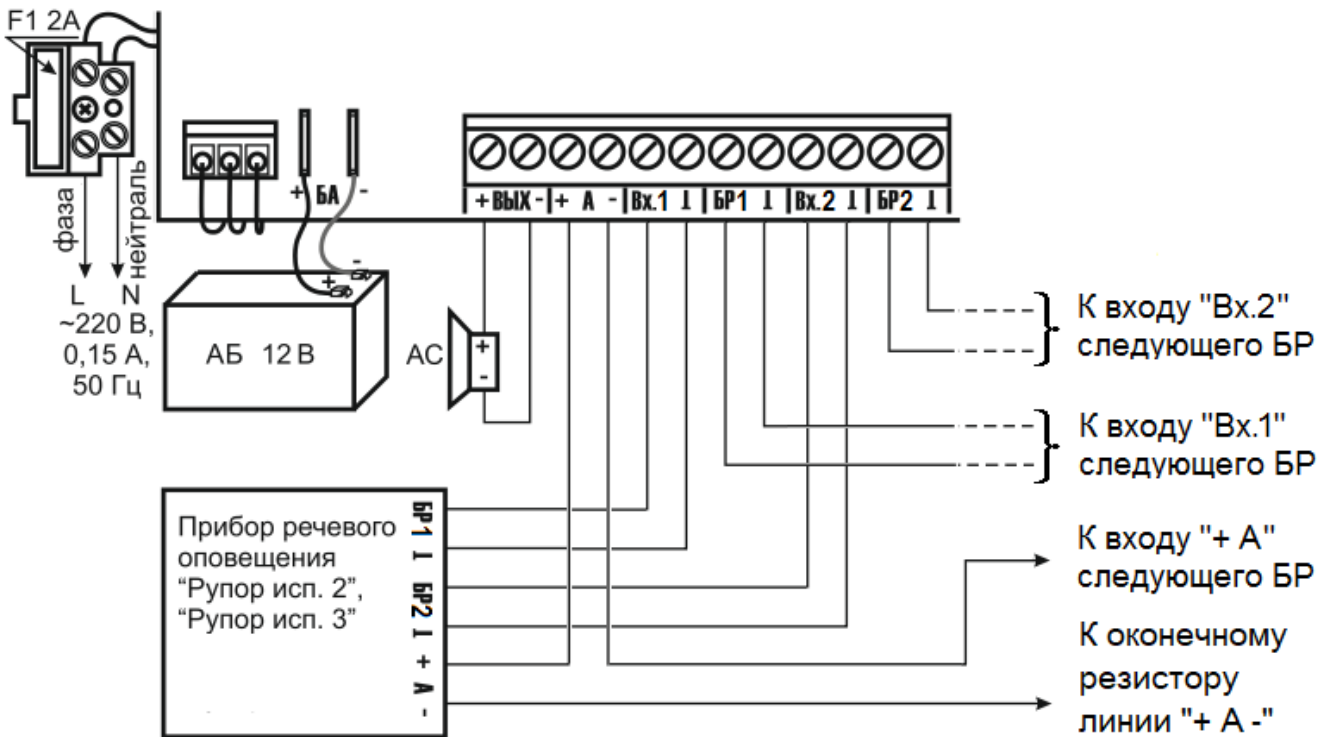 F1 2A
фаза
нейтраль
L N
~220 В,
0,15 А,
50 Гц
+ БА -
+ -
АБ 12 В
АС
+
-
+ ВЫХ - + А - Вх.1 ⊥ БР1 ⊥ Вх.2 ⊥ БР2 ⊥
К входу "Вх.2"
следующего БР
К входу "Вх.1"
следующего БР
К входу "+ А"
следующего БР
К оконечному
резистору
линии "+ А -"
Прибор речевого
оповещения
“Рупор исп. 2”,
“Рупор исп. 3”
БР1 ⊥ БР2 ⊥ + А -